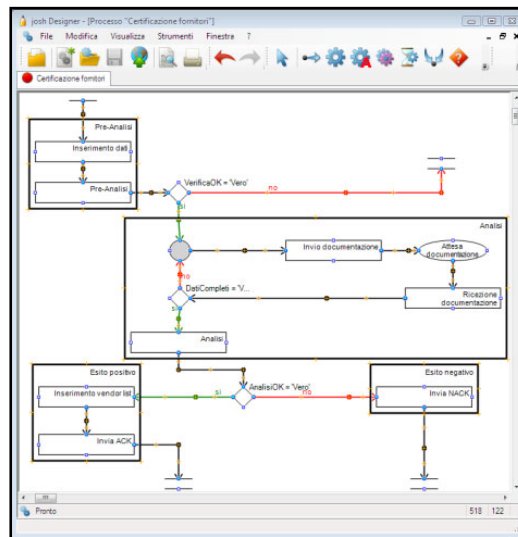 josh Designer - [Processo "Certificazione fornitori"]
File Modifica Visualizza Strumenti Finestra ?
Certificazione fornitori
Pre-Analisi
Inserimento dati
Pre-Analisi
VerificaOK = 'Vero'
no
si
Analisi
Invio documentazione
Attesa
documentazione
no
DatiCompleti = 'V...
Ricezione
documentazione
si
Analisi
Esito positivo
AnalisiOK = 'Vero'
Esito negativo
Inserimento vendor list
si
no
Invia NACK
Invia ACK
Pronto
518 122